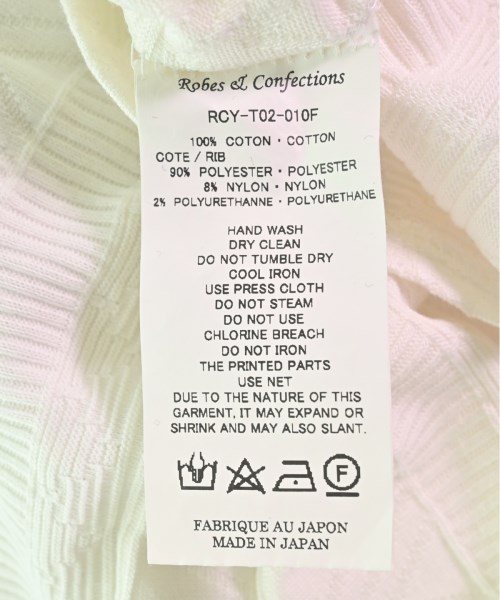 Robes & Confections
RCY-T02-010F
100% COTON・COTTON
COTE / RIB
90% POLYESTER・POLYESTER
8% NYLON・NYLON
2% POLYURETHANNE・POLYURETHANE
HAND WASH
DRY CLEAN
DO NOT TUMBLE DRY
COOL IRON
USE PRESS CLOTH
DO NOT STEAM
DO NOT USE
CHLORINE BREACH
DO NOT IRON
THE PRINTED PARTS
USE NET
DUE TO THE NATURE OF THIS
GARMENT, IT MAY EXPAND OR
SHRINK AND MAY ALSO SLANT.
F
FABRIQUE AU JAPON
MADE IN JAPAN